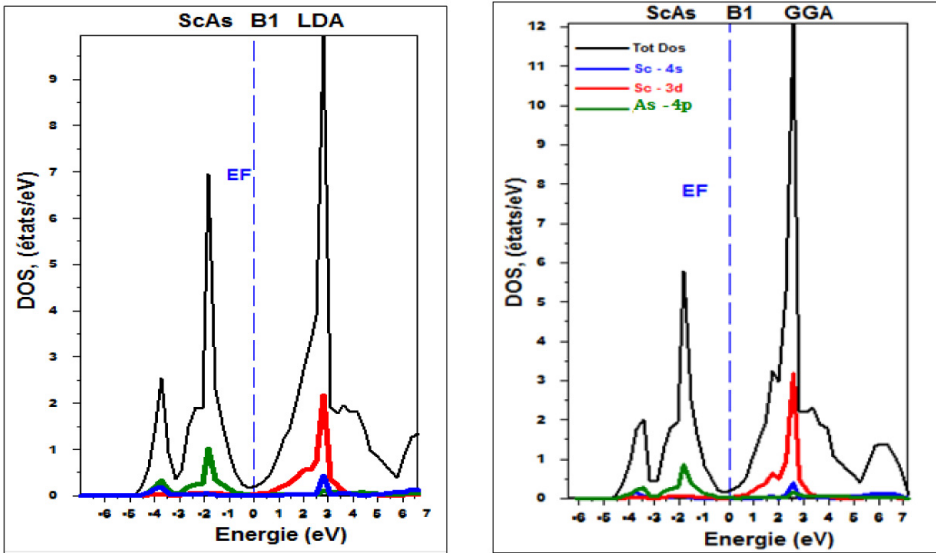 ScAs B1 LDA
9
8
7
6
5
4
3
2
1
0
DOS, (états/eV)
EF
-6 -5 -4 -3 -2 -1 0 1 2 3 4 5 6 7
Energie (eV)
ScAs B1 GGA
12
11
10
9
8
7
6
5
4
3
2
1
0
DOS, (états/eV)
Tot Dos
Sc - 4s
Sc - 3d
As -4p
EF
-6 -5 -4 -3 -2 -1 0 1 2 3 4 5 6 7
Energie (eV)